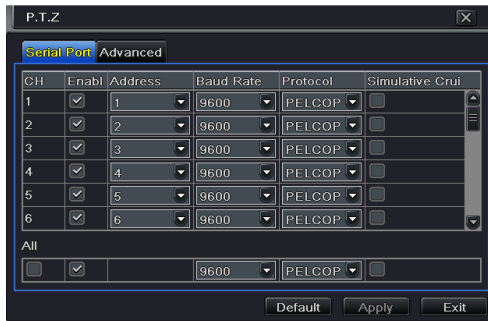 P.T.Z
Serial Port Advanced
CH Enabl Address Baud Rate Protocol Simulative Crui
1 1 9600 PELCOP
2 2 9600 PELCOP
3 3 9600 PELCOP
4 4 9600 PELCOP
5 5 9600 PELCOP
6 6 9600 PELCOP
All
9600 PELCOP
Default Apply Exit